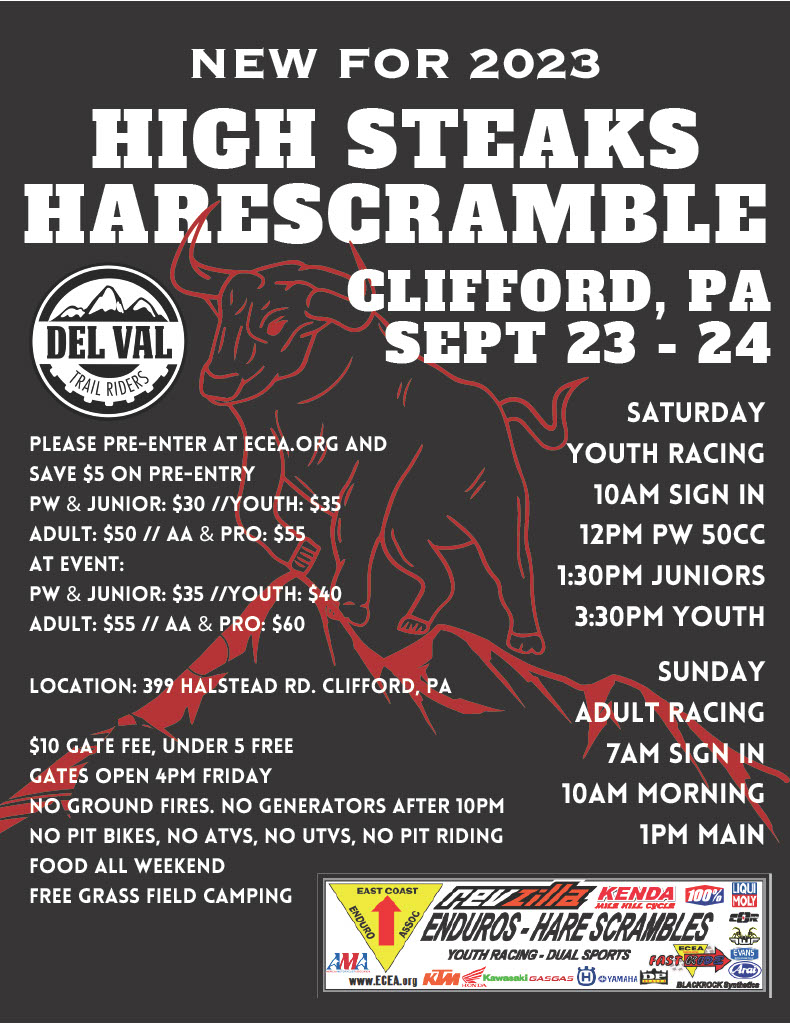 NEW FOR 2023
HIGH STEAKS
HARESCRAMBLE
CLIFFORD, PA
SEPT 23 - 24
DEL VAL
TRAIL RIDERS
PLEASE PRE-ENTER AT ECEA.ORG AND
SAVE $5 ON PRE-ENTRY
PW & JUNIOR: $30 //YOUTH: $35
ADULT: $50 // AA & PRO: $55
AT EVENT:
PW & JUNIOR: $35 //YOUTH: $40
ADULT: $55 // AA & PRO: $60
LOCATION: 399 HALSTEAD RD. CLIFFORD, PA
$10 GATE FEE, UNDER 5 FREE
GATES OPEN 4PM FRIDAY
NO GROUND FIRES. NO GENERATORS AFTER 10PM
NO PIT BIKES, NO ATVS, NO UTVS, NO PIT RIDING
FOOD ALL WEEKEND
FREE GRASS FIELD CAMPING
SATURDAY
YOUTH RACING
10AM SIGN IN
12PM PW 50CC
1:30PM JUNIORS
3:30PM YOUTH
SUNDAY
ADULT RACING
7AM SIGN IN
10AM MORNING
1PM MAIN
EAST COAST
ENDURO ASSOC
revzilla
KENDA
100%
LIQUI
MOLY
ENDUROS - HARE SCRAMBLES
YOUTH RACING - DUAL SPORTS
ECEA
FAST
EVANS
Arai
AMA
www.ECEA.org
KTM
HONDA
Kawasaki
GASGAS
YAMAHA
BLACKROCK Synthetics